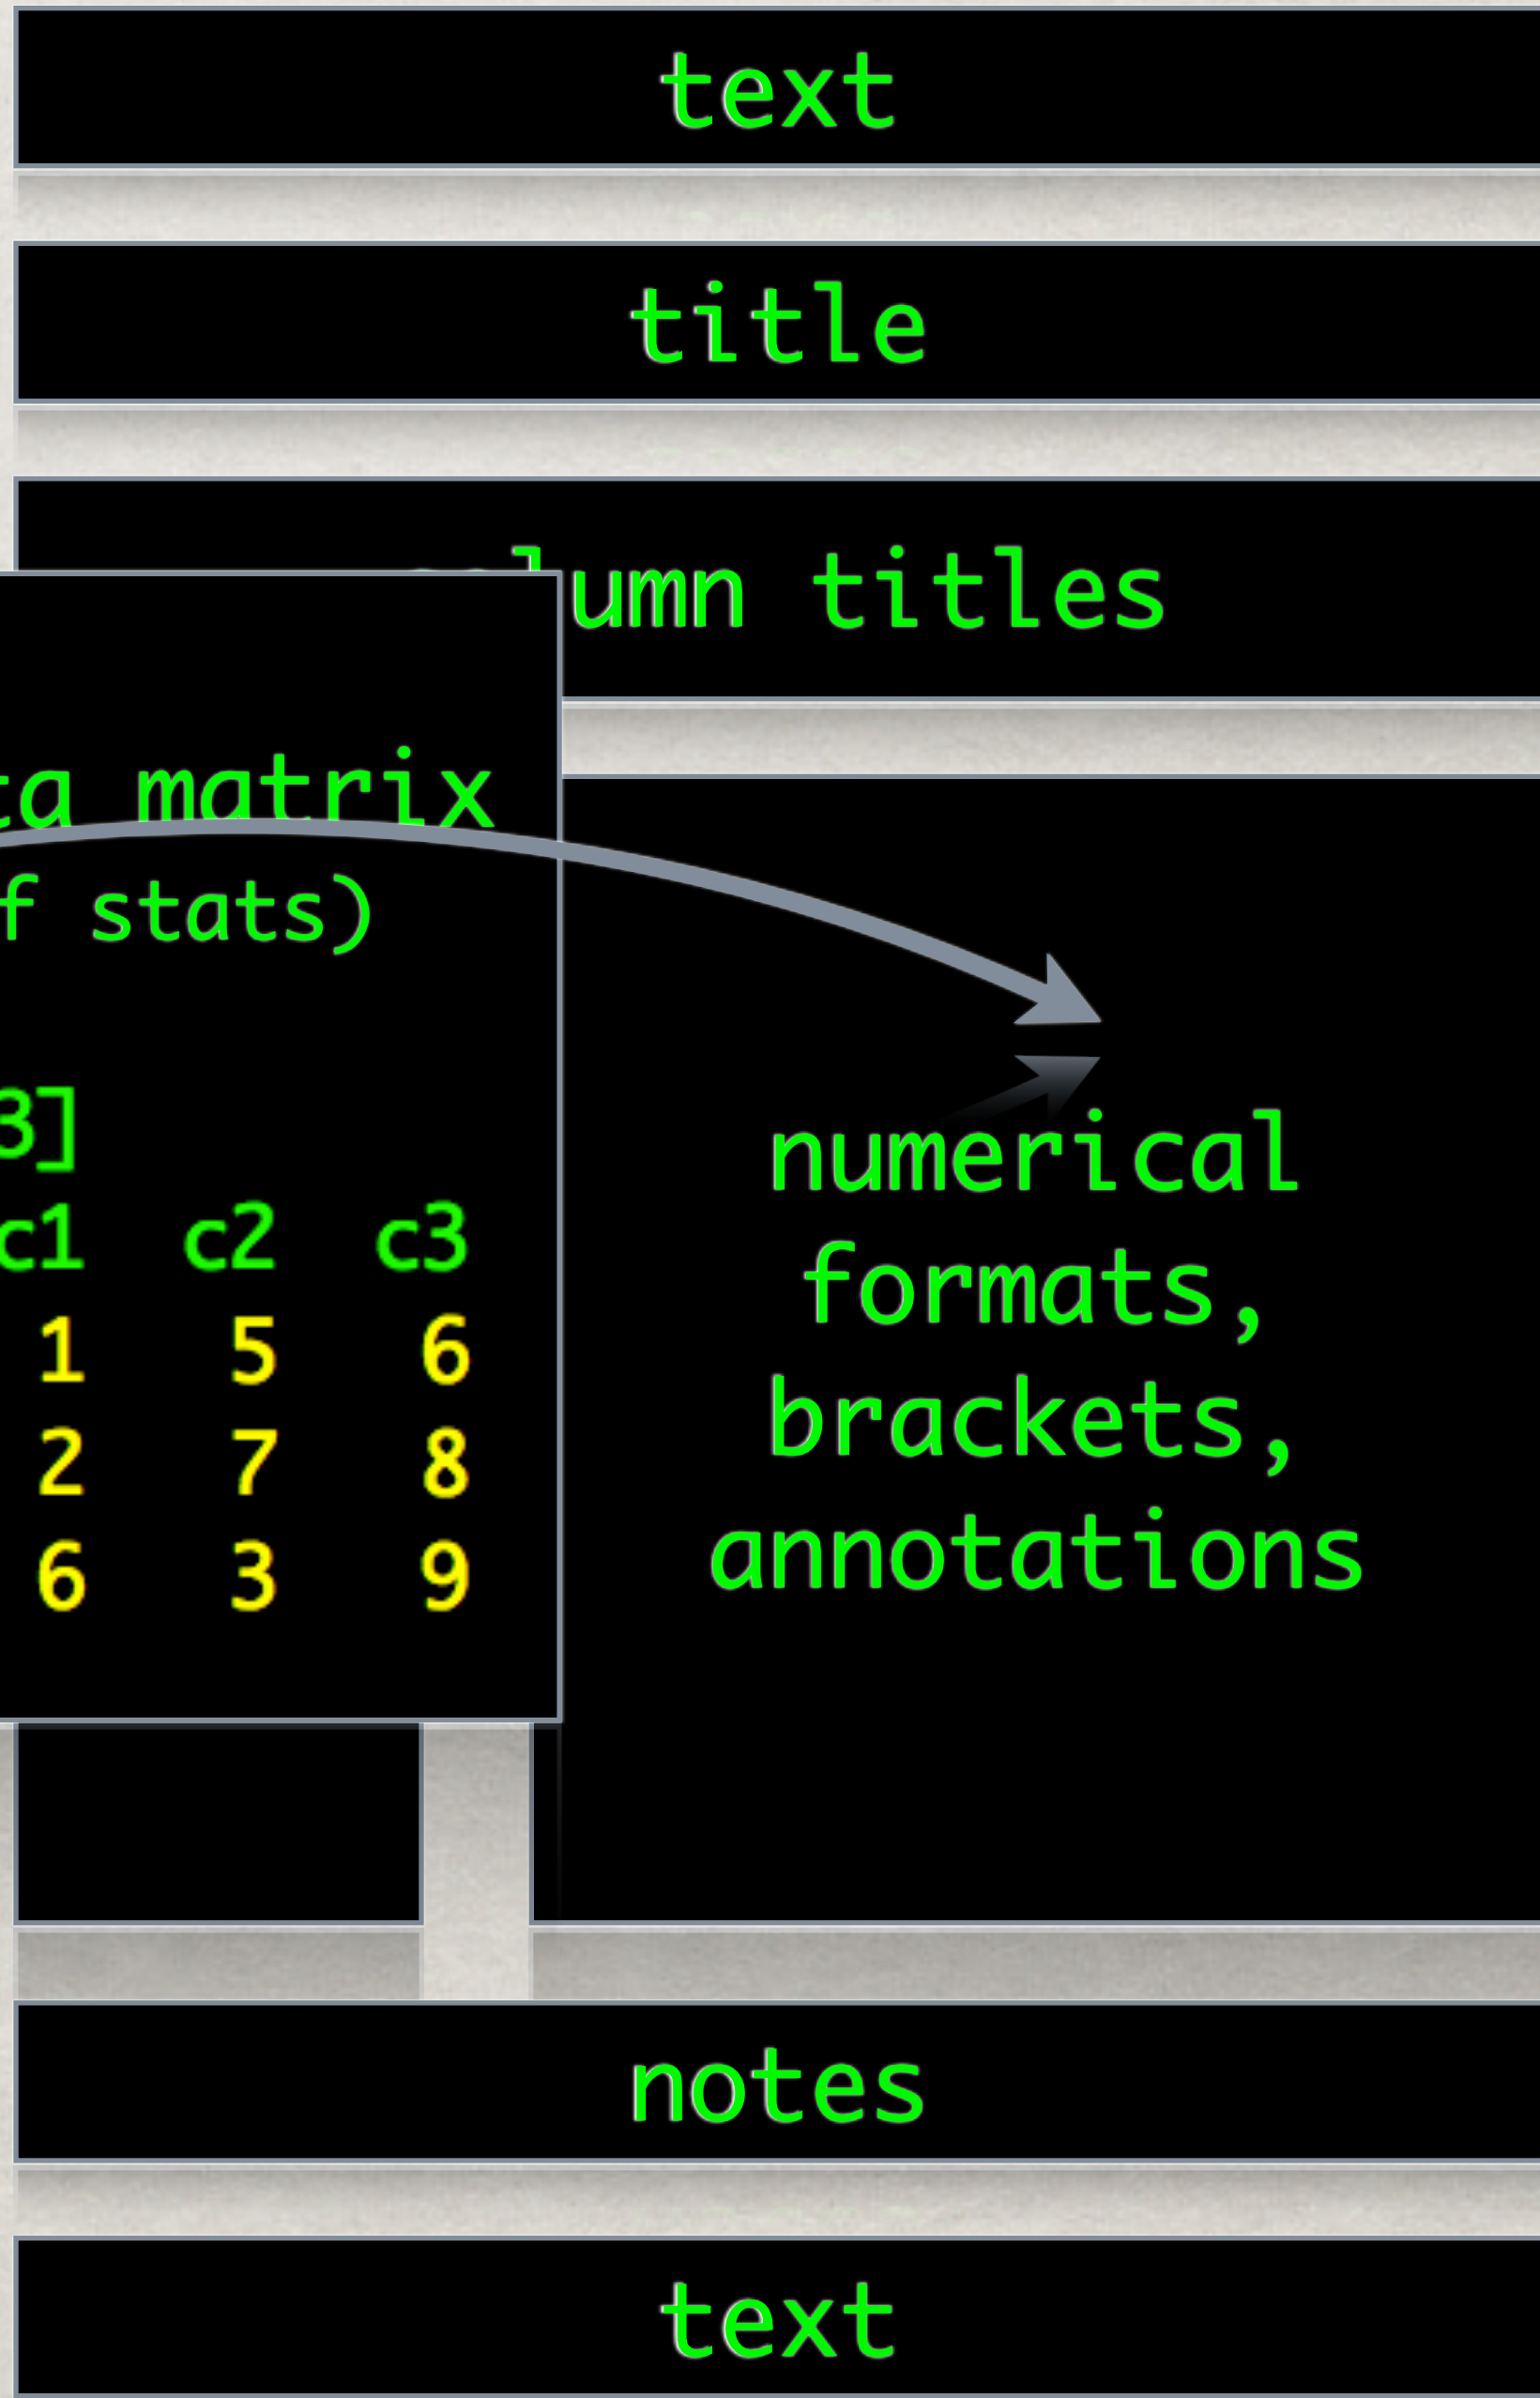 text
title
umn titles
ta matrix
f stats)
3]
c1 c2 c3
1 5 6
2 7 8
6 3 9
numerical
formats,
brackets,
annotations
notes
text